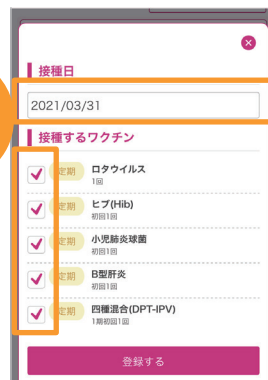 接種日
2021/03/31
接種するワクチン
定期 ロタウイルス
1回
定期 ヒブ(Hib)
初回1回
定期 小児肺炎球菌
初回1回
定期 B型肝炎
初回1回
定期 四種混合(DPT-IPV)
1期初回1回
登録する